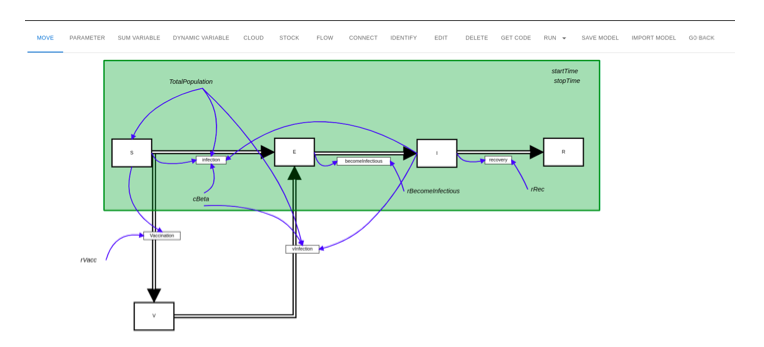 MOVE PARAMETER SUM VARIABLE DYNAMIC VARIABLE CLOUD STOCK FLOW CONNECT IDENTIFY EDIT DELETE GET CODE RUN SAVE MODEL IMPORT MODEL GO BACK
startTime
TotalPopulation
stopTime
S
infection
E
becomeInfectious
I
recovery
R
rBecomeInfectious
rRec
cBeta
Vaccination
vInfection
rVacc
V